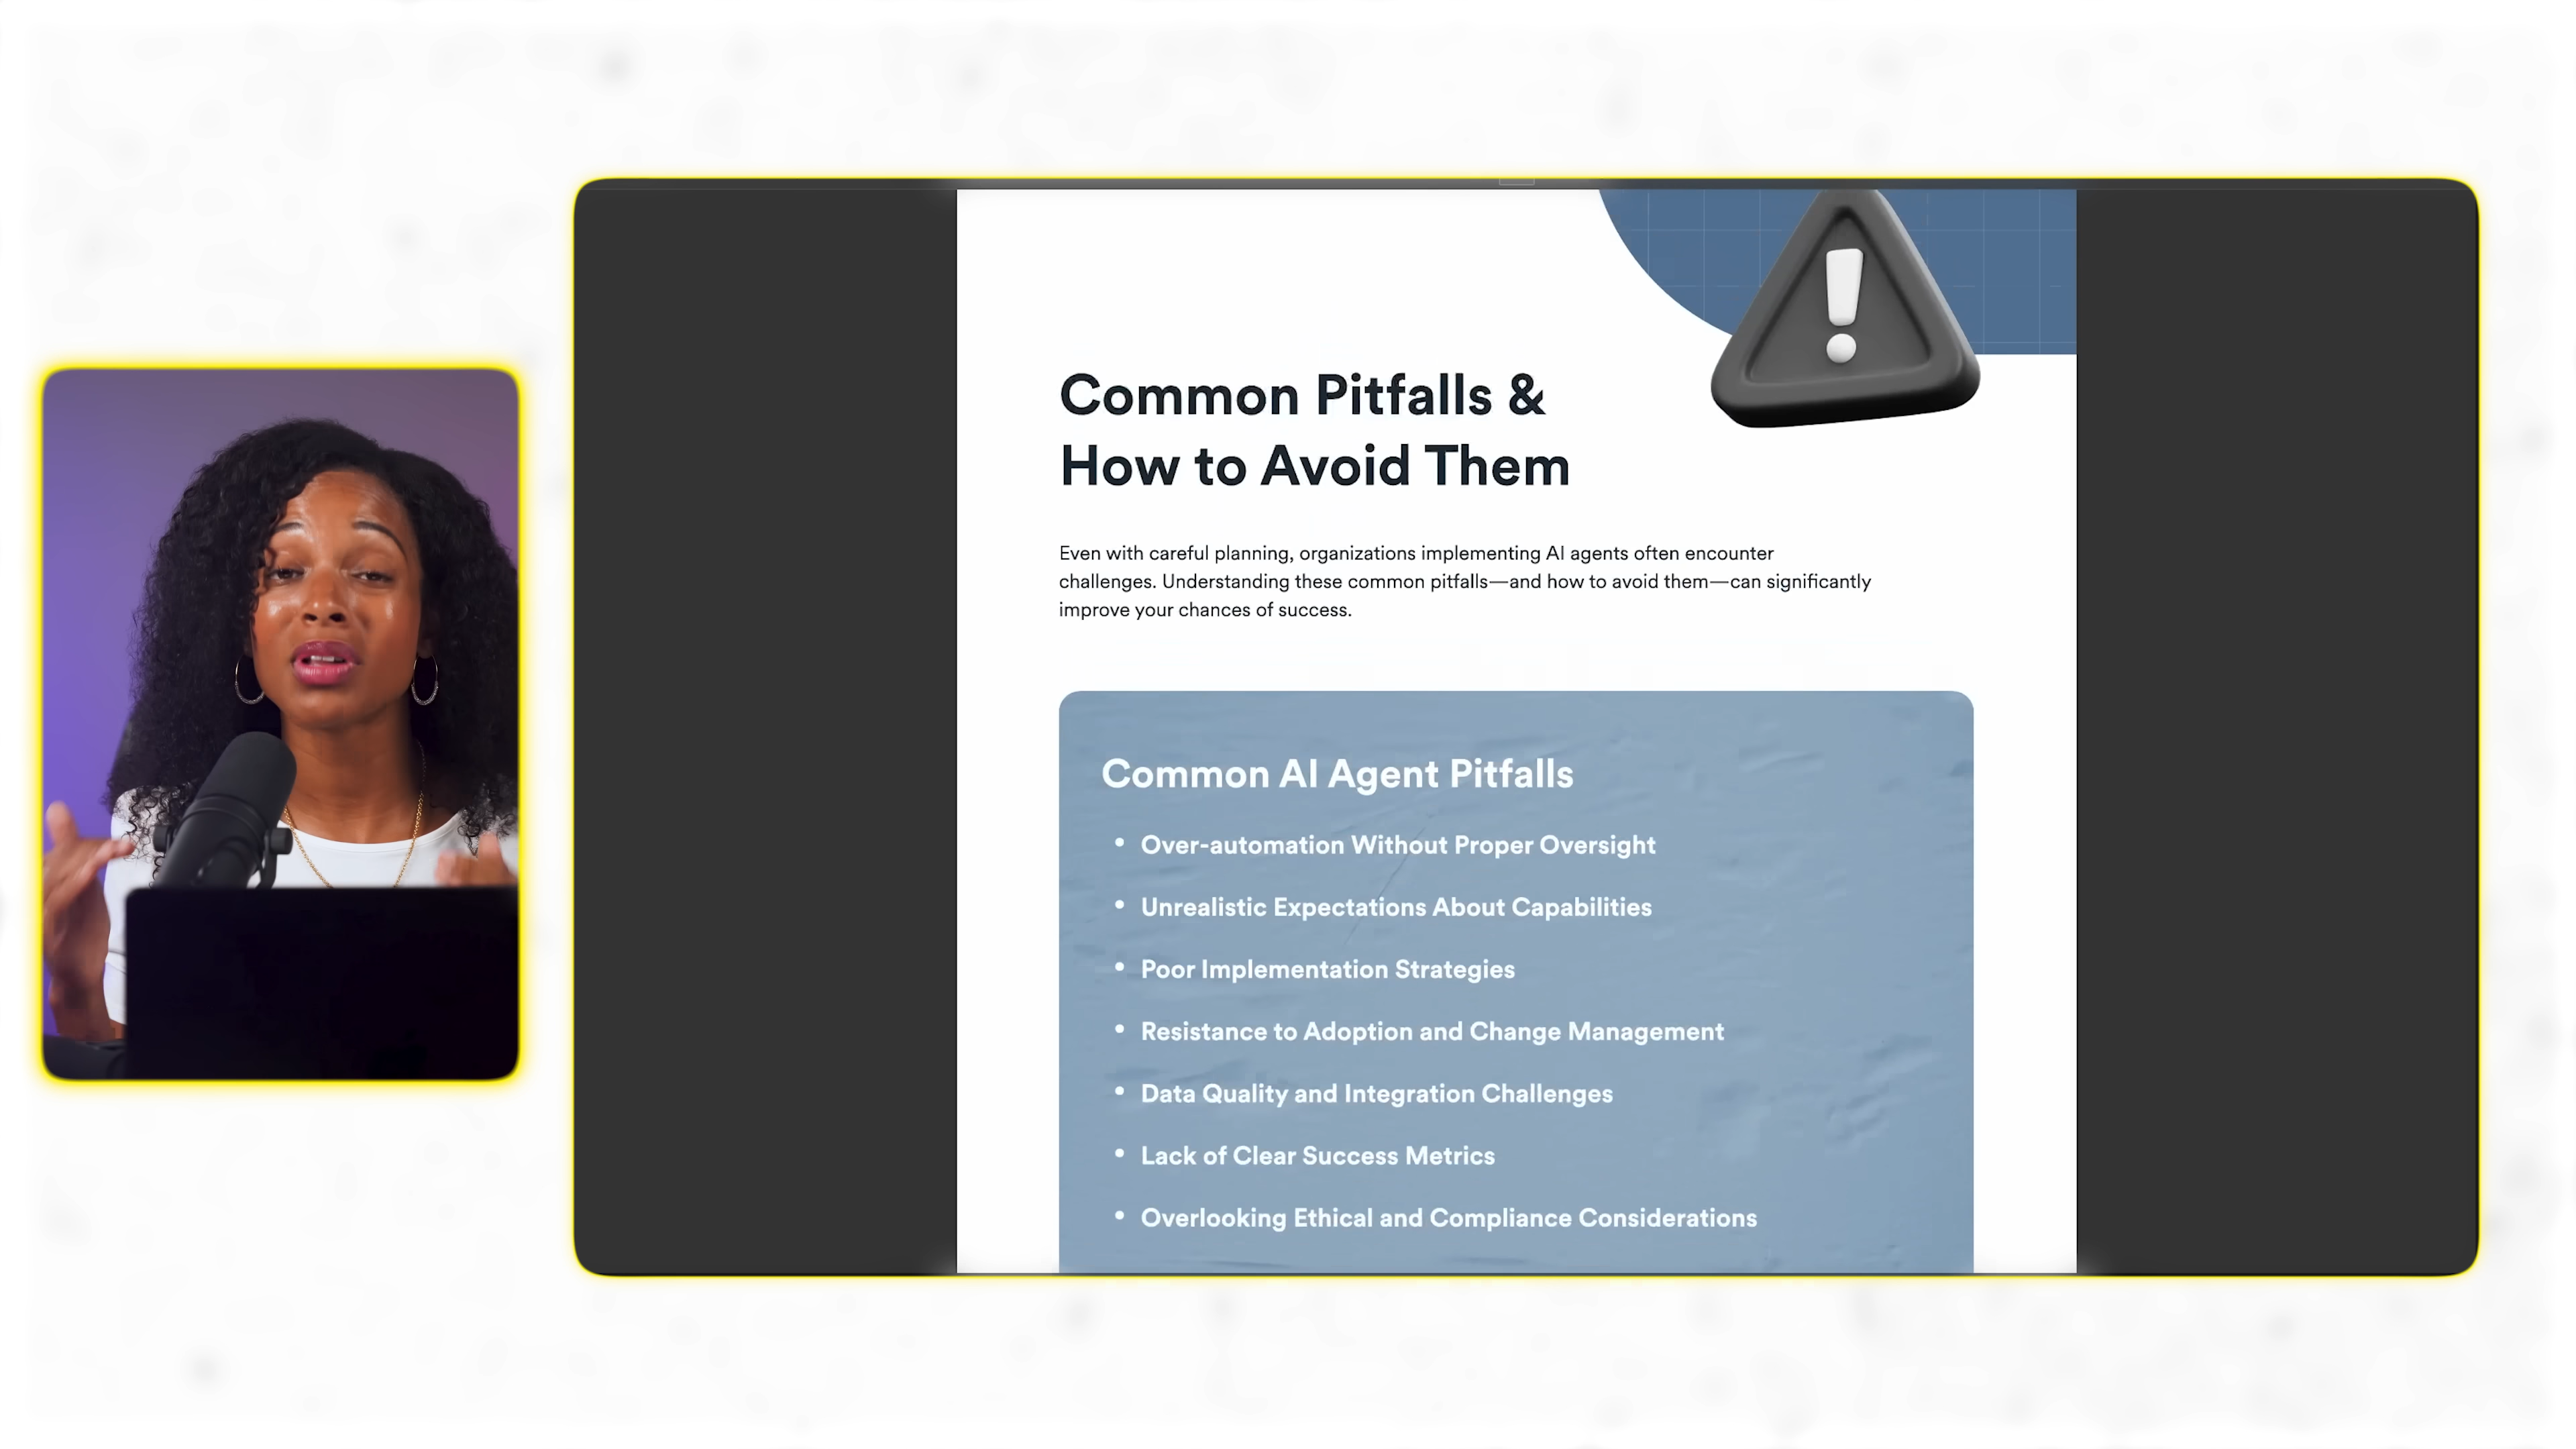 Common Pitfalls &
How to Avoid Them
Even with careful planning, organizations implementing AI agents often encounter
challenges. Understanding these common pitfalls—and how to avoid them—can significantly
improve your chances of success.
Common AI Agent Pitfalls
• Over-automation Without Proper Oversight
• Unrealistic Expectations About Capabilities
• Poor Implementation Strategies
• Resistance to Adoption and Change Management
• Data Quality and Integration Challenges
• Lack of Clear Success Metrics
• Overlooking Ethical and Compliance Considerations